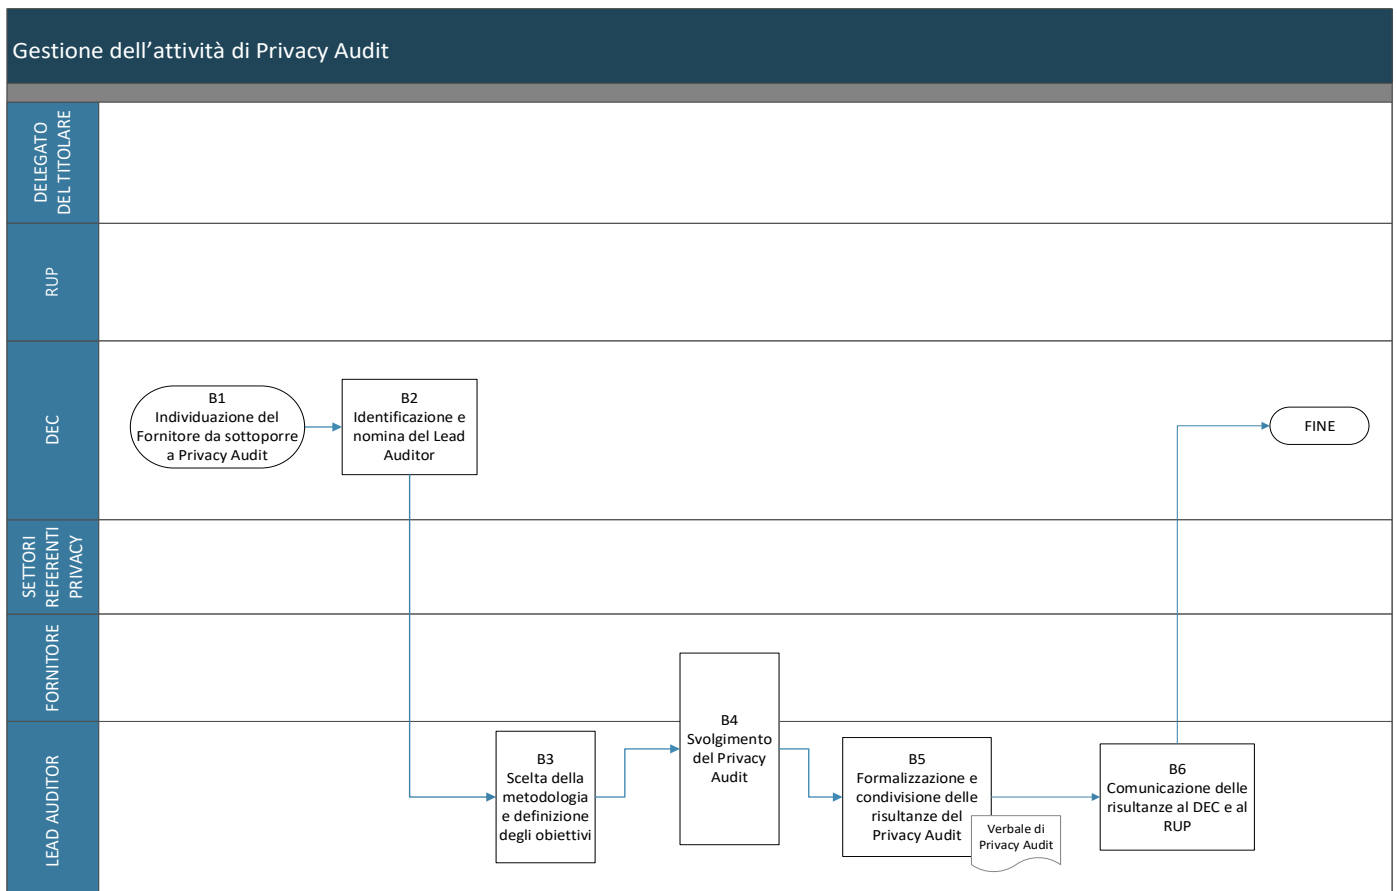 Gestione dell'attività di Privacy Audit
DELEGATO
DEL TITOLARE
RUP
DEC
B1
Individuazione del
Fornitore da sottoporre
a Privacy Audit
B2
Identificazione e
nomina del Lead
Auditor
FINE
SETTORI
REFERENTI
PRIVACY
FORNITORE
LEAD AUDITOR
B3
Scelta della
metodologia
e definizione
degli obiettivi
B4
Svolgimento
del Privacy
Audit
B5
Formalizzazione e
condivisione delle
risultanze del
Privacy Audit
Verbale di
Privacy Audit
B6
Comunicazione delle
risultanze al DEC e al
RUP